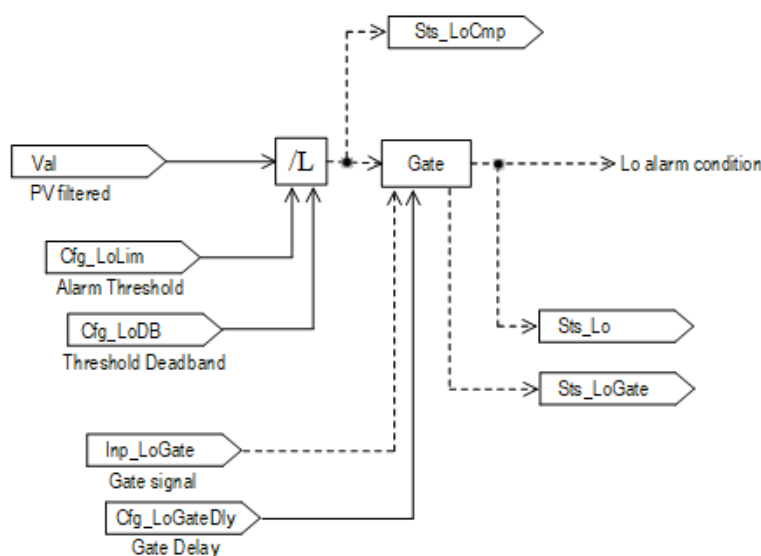 Sts_LoCmp
Val
/L
Gate
Lo alarm condition
PV filtered
Cfg_LoLim
Alarm Threshold
Cfg_LoDB
Sts_Lo
Threshold Deadband
Sts_LoGate
Inp_LoGate
Gate signal
Cfg_LoGateDly
Gate Delay